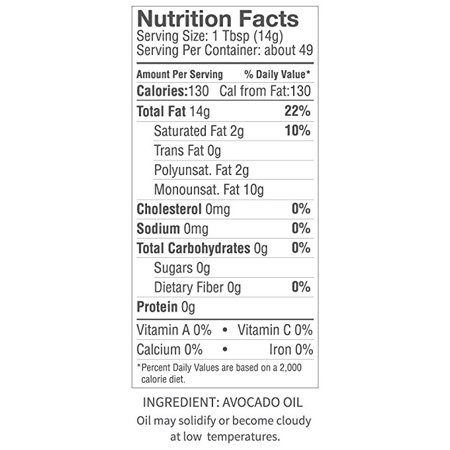 Nutrition Facts
Serving Size: 1 Tbsp (14g)
Serving Per Container: about 49
Amount Per Serving % Daily Value*
Calories:130 Cal from Fat:130
Total Fat 14g 22%
Saturated Fat 2g 10%
Trans Fat 0g
Polyunsat. Fat 2g
Monounsat. Fat 10g
Cholesterol 0mg 0%
Sodium 0mg 0%
Total Carbohydrates 0g 0%
Sugars 0g
Dietary Fiber 0g 0%
Protein 0g
Vitamin A 0% • Vitamin C 0%
Calcium 0% • Iron 0%
*Percent Daily Values are based on a 2,000
calorie diet.
INGREDIENT: AVOCADO OIL
Oil may solidify or become cloudy
at low temperatures.